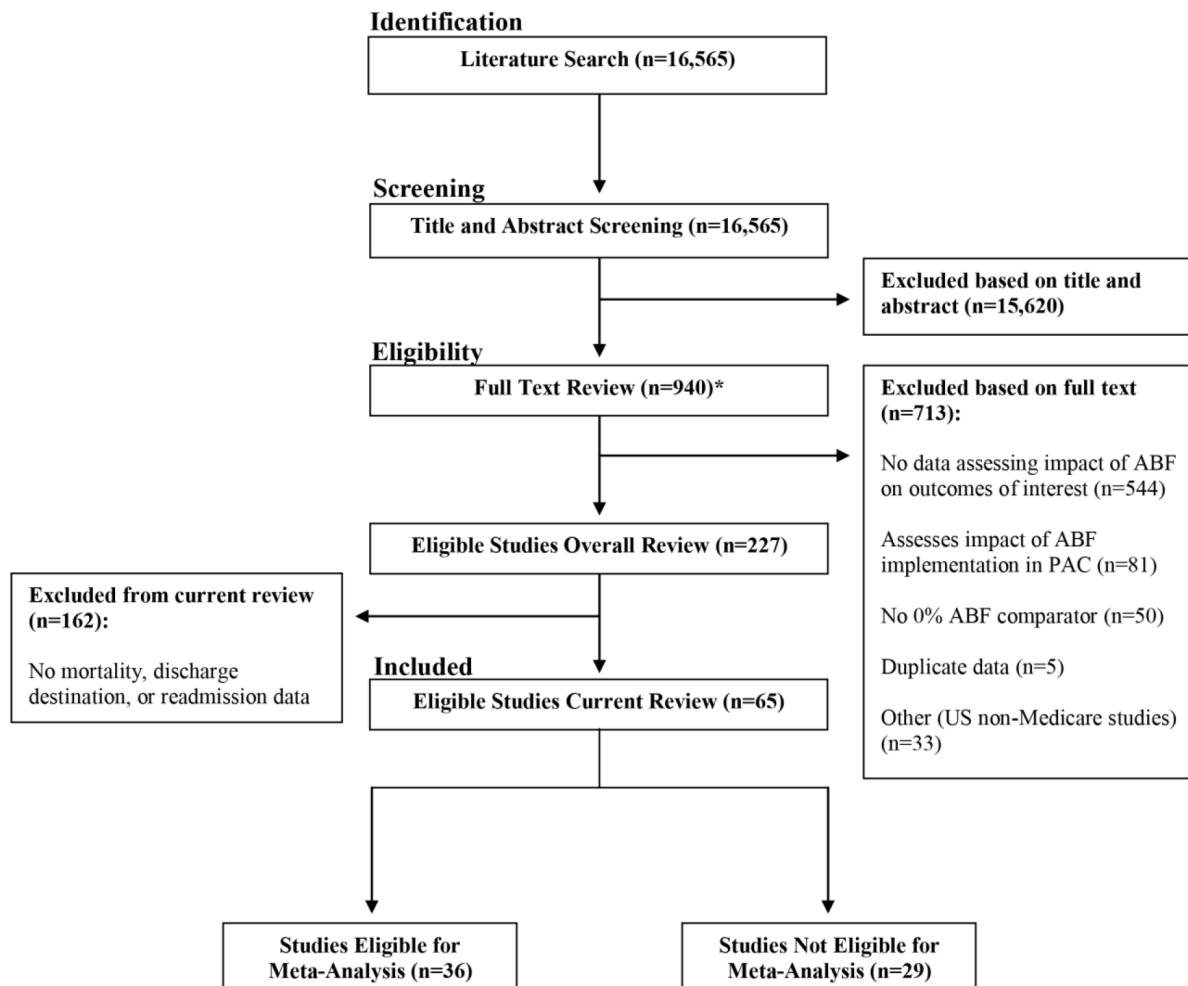 Identification
Literature Search (n=16,565)
Screening
Title and Abstract Screening (n=16,565)
Excluded based on title and
abstract (n=15,620)
Eligibility
Full Text Review (n=940)*
Excluded based on full text
(n=713):
No data assessing impact of ABF
on outcomes of interest (n=544)
Assesses impact of ABF
implementation in PAC (n=81)
No 0% ABF comparator (n=50)
Duplicate data (n=5)
Other (US non-Medicare studies)
(n=33)
Eligible Studies Overall Review (n=227)
Excluded from current review
(n=162):
No mortality, discharge
destination, or readmission data
Included
Eligible Studies Current Review (n=65)
Studies Eligible for
Meta-Analysis (n=36)
Studies Not Eligible for
Meta-Analysis (n=29)